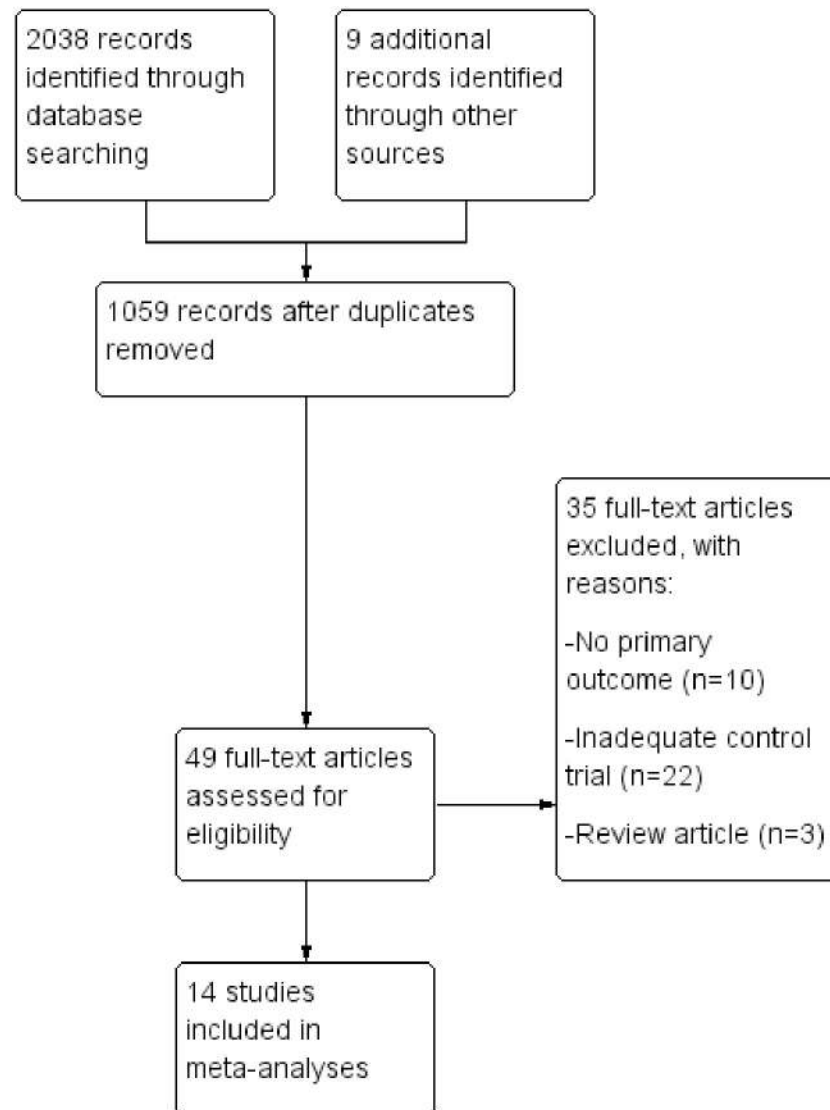 2038 records
identified through
database
searching
9 additional
records identified
through other
sources
1059 records after duplicates
removed
35 full-text articles
excluded, with
reasons:
-No primary
outcome (n=10)
-Inadequate control
trial (n=22)
-Review article (n=3)
49 full-text articles
assessed for
eligibility
14 studies
included in
meta-analyses